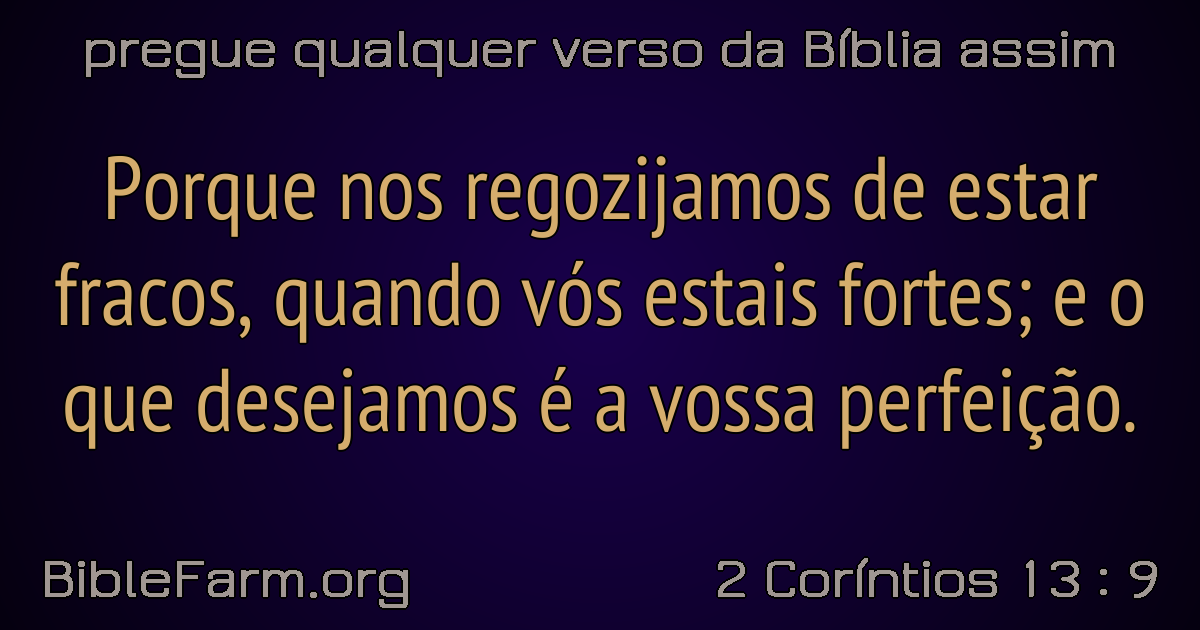 pregue qualquer verso da Bíblia assim
Porque nos regozijamos de estar
fracos, quando vós estais fortes; e o
que desejamos é a vossa perfeição.
BibleFarm.org
2 Coríntios 13 : 9